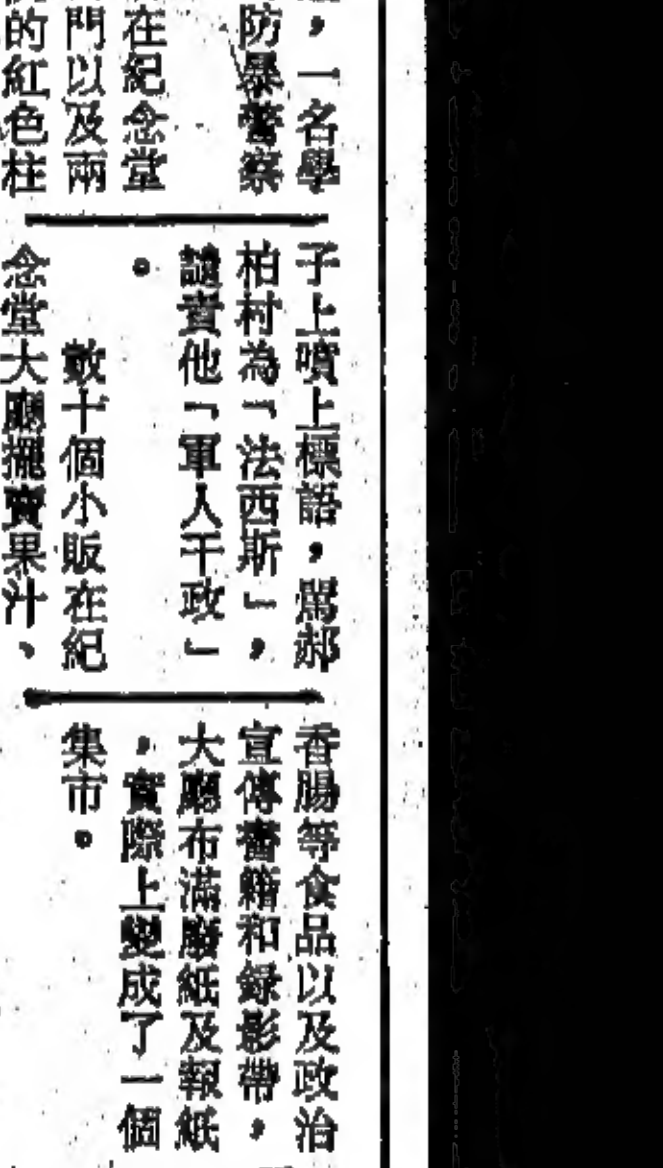 ，一名學
防暴警察
在紀念堂
門以及兩
的紅色柱
子上噴上標語，罵郝
柏村為「法西斯」，
譴責他「軍人干政」
。
數十個小販在紀
念堂大廳擺賣果汁、
香腸等食品以及政治
宣傳書籍和錄影帶，
大廳布滿廢紙及報紙
，實際上變成了一個
集市。